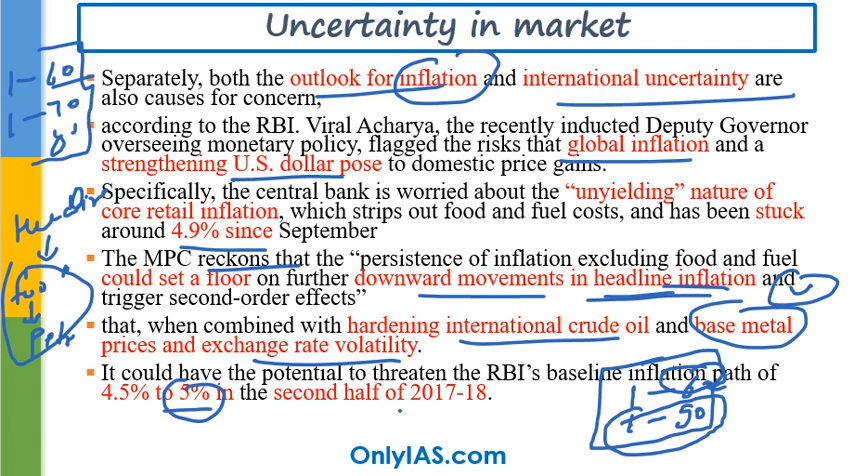 Uncertainty in market
Separately, both the outlook for inflation and international uncertainty are
also causes for concern,
according to the RBI. Viral Acharya, the recently inducted Deputy Governor
overseeing monetary policy, flagged the risks that global inflation and a
strengthening U.S. dollar pose to domestic price gains.
Specifically, the central bank is worried about the “unyielding” nature of
core retail inflation, which strips out food and fuel costs, and has been stuck
around 4.9% since September
The MPC reckons that the “persistence of inflation excluding food and fuel
could set a floor on further downward movements in headline inflation and
trigger second-order effects”
that, when combined with hardening international crude oil and base metal
prices and exchange rate volatility.
It could have the potential to threaten the RBI’s baseline inflation path of
4.5% to 5% in the second half of 2017-18.
1 – 60
1 – 70
1 – 50
OnlyIAS.com